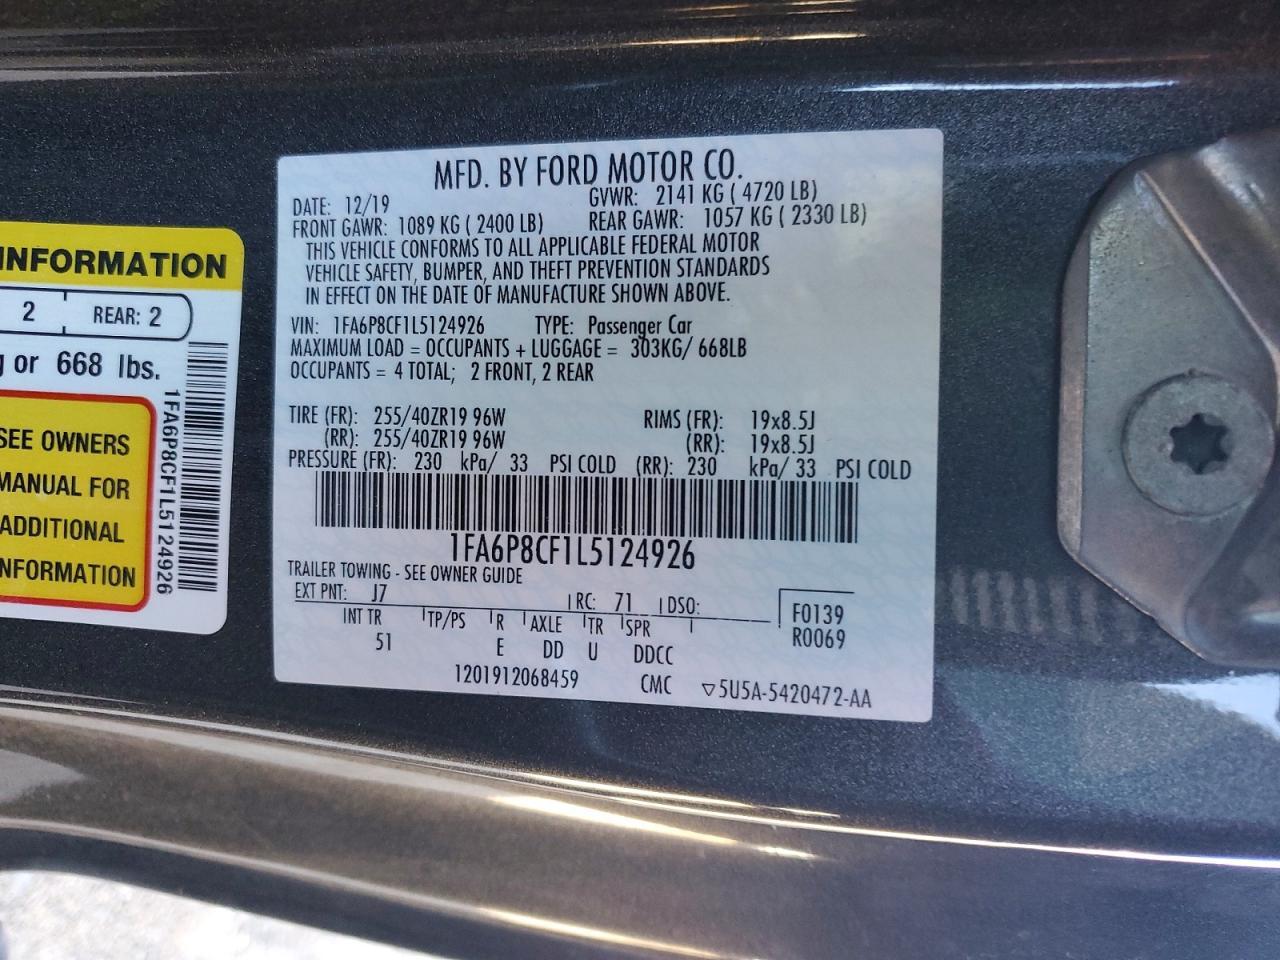 MFD. BY FORD MOTOR CO.
DATE: 12/19 GVWR: 2141 KG ( 4720 LB)
FRONT GAWR: 1089 KG ( 2400 LB) REAR GAWR: 1057 KG ( 2330 LB)
THIS VEHICLE CONFORMS TO ALL APPLICABLE FEDERAL MOTOR
VEHICLE SAFETY, BUMPER, AND THEFT PREVENTION STANDARDS
IN EFFECT ON THE DATE OF MANUFACTURE SHOWN ABOVE.
VIN: 1FA6P8CF1L5124926 TYPE: Passenger Car
MAXIMUM LOAD = OCCUPANTS + LUGGAGE = 303KG/ 668LB
OCCUPANTS = 4 TOTAL; 2 FRONT, 2 REAR
TIRE (FR): 255/40ZR19 96W RIMS (FR): 19x8.5J
(RR): 255/40ZR19 96W (RR): 19x8.5J
PRESSURE (FR): 230 kPa/ 33 PSI COLD (RR): 230 kPa/ 33 PSI COLD
1FA6P8CF1L5124926
TRAILER TOWING - SEE OWNER GUIDE
EXT PNT: J7 RC: 71 DSO:
INT TR TP/PS R AXLE TR SPR
51 E DD U DDCC
F0139
R0069
1201912068459 CMC 5U5A-5420472-AA
INFORMATION
2 REAR: 2
or 668 lbs.
SEE OWNERS
MANUAL FOR
ADDITIONAL
INFORMATION
1FA6P8CF1L5124926